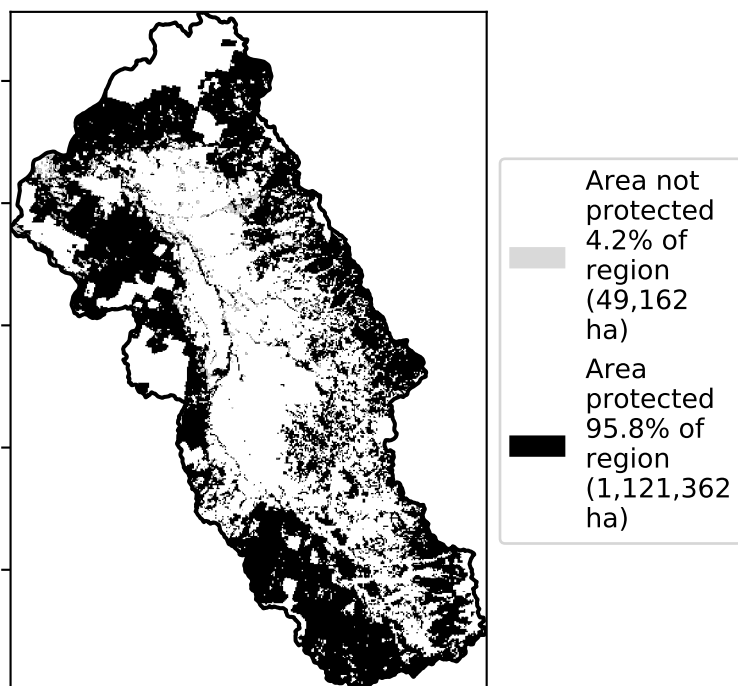 Area not
protected
4.2% of
region
(49,162
ha)
Area
protected
95.8% of
region
(1,121,362
ha)